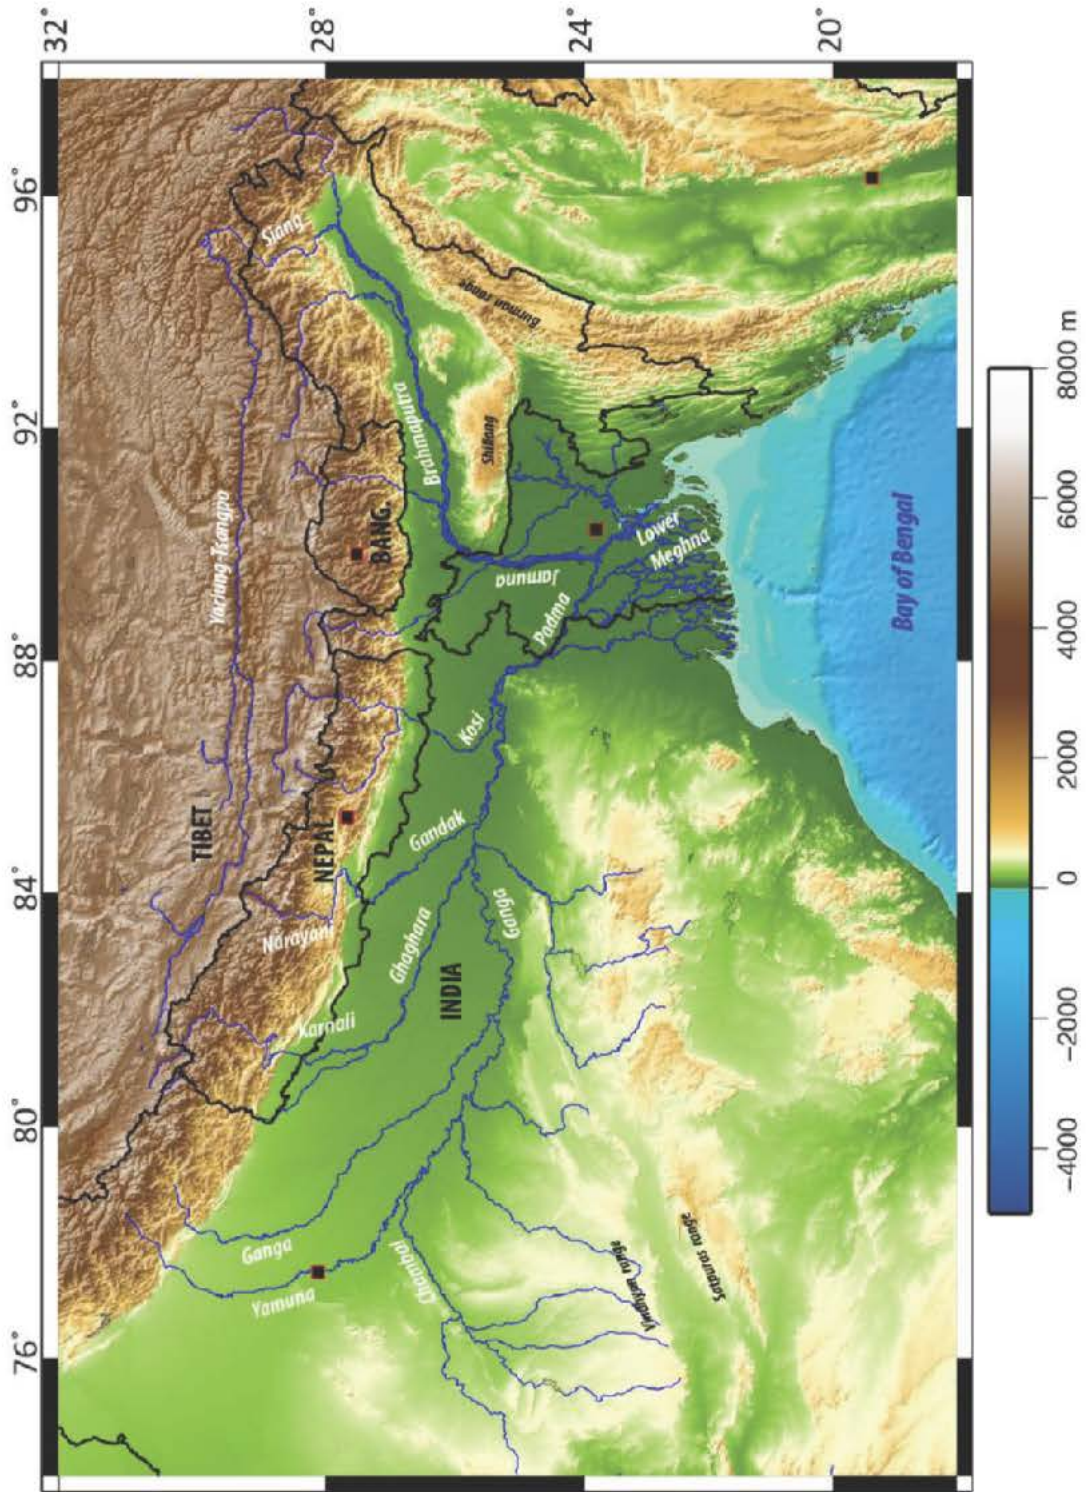 76° 80° 84° 88° 92° 96°
32°
28°
24°
20°
TIBET
Yarlung-Tsangpo
Siang
Ganga
Yamuna
Karnali
Narayani
NEPAL
BANG.
Chambal
Ghaghara
Gandak
Brahmaputra
INDIA
Kosi
Ganga
Padma
Jamuna
Shillong
Burman range
Lower
Meghna
Vindhyan range
Satpuras range
Bay of Bengal
−4000 −2000 0 2000 4000 6000 8000 m